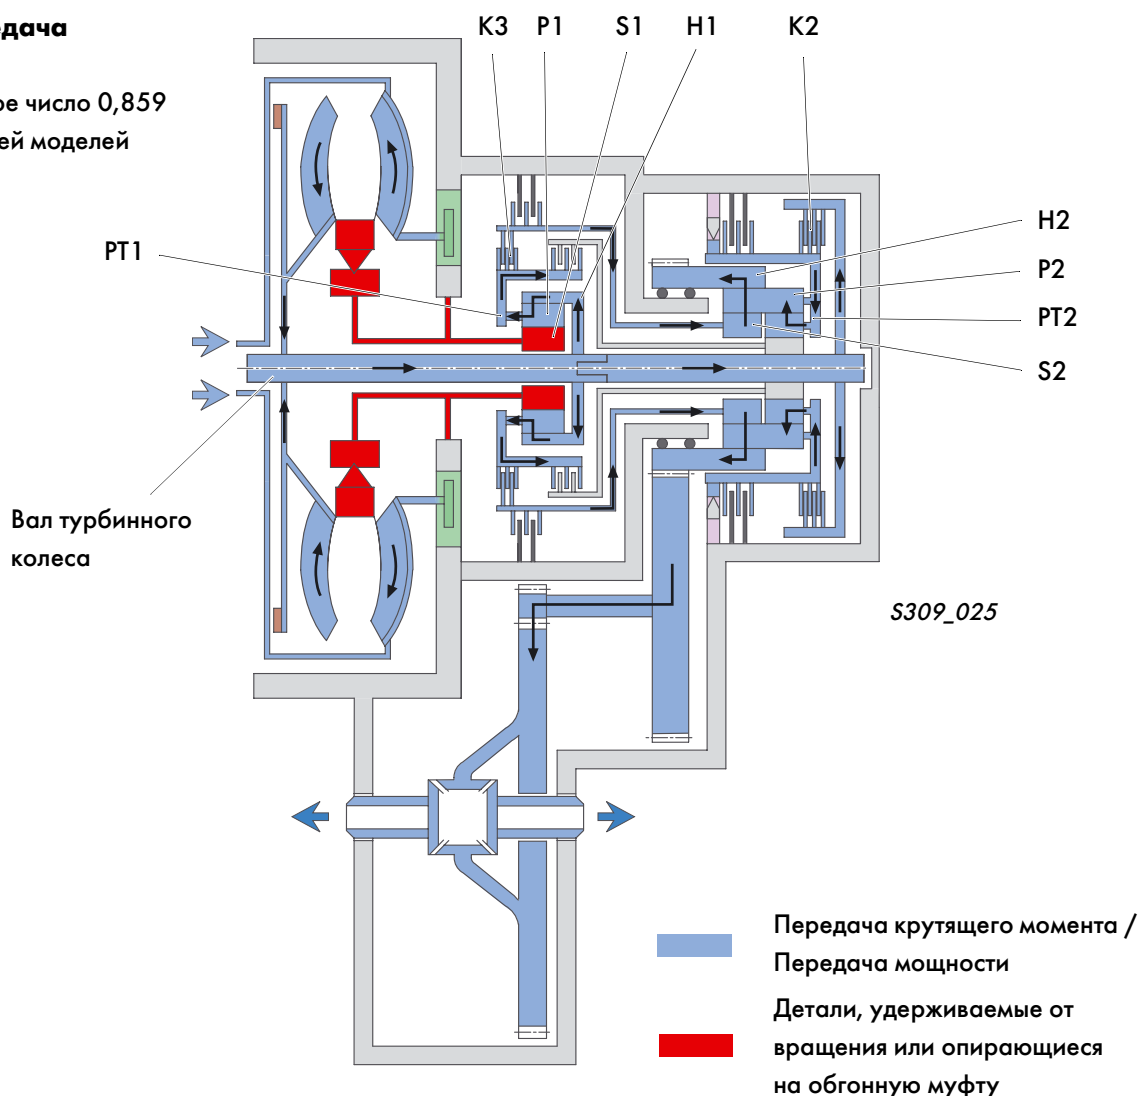 едача
ое число 0,859
ей моделей
K3 P1 S1 H1 K2
PT1
H2
P2
PT2
S2
Вал турбинного
колеса
S309_025
Передача крутящего момента /
Передача мощности
Детали, удерживаемые от
вращения или опирающиеся
на обгонную муфту